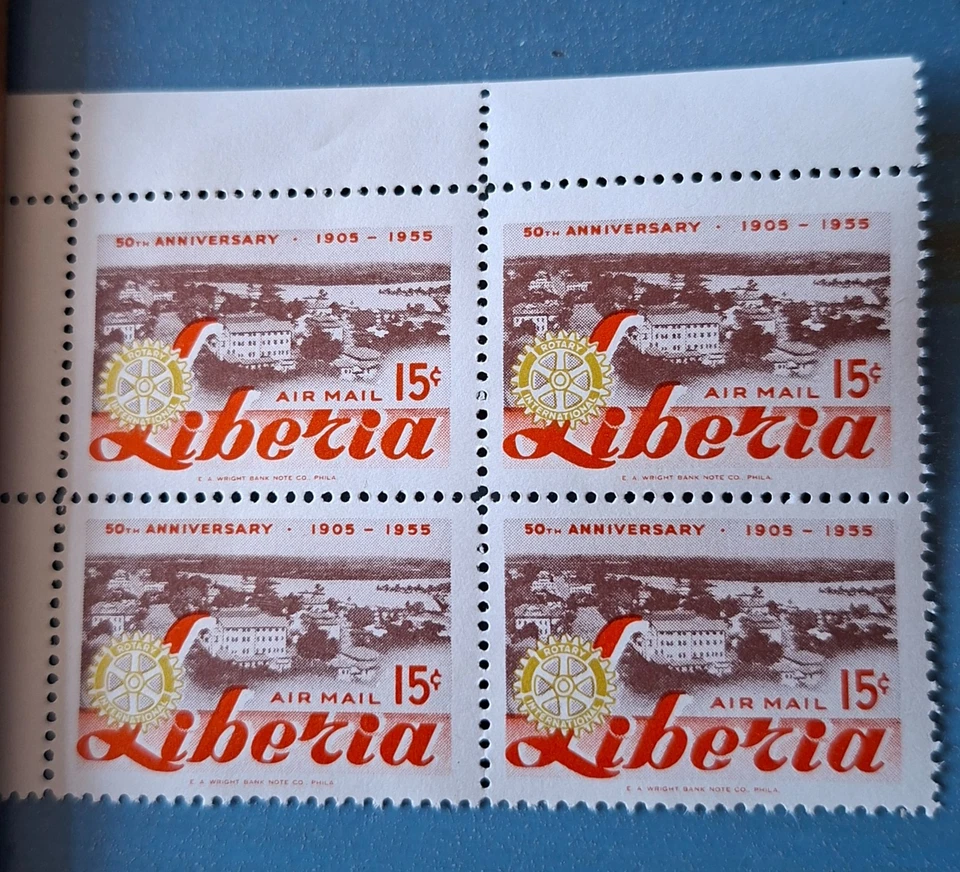 50TH ANNIVERSARY · 1905 – 1955
ROTARY
INTERNATIONAL
AIR MAIL 15¢
Liberia
E. A. WRIGHT BANK NOTE CO., PHILA.
50TH ANNIVERSARY · 1905 – 1955
ROTARY
INTERNATIONAL
AIR MAIL 15¢
Liberia
E. A. WRIGHT BANK NOTE CO., PHILA.
50TH ANNIVERSARY · 1905 – 1955
ROTARY
INTERNATIONAL
AIR MAIL 15¢
Liberia
E. A. WRIGHT BANK NOTE CO., PHILA.
50TH ANNIVERSARY · 1905 – 1955
ROTARY
INTERNATIONAL
AIR MAIL 15¢
Liberia
E. A. WRIGHT BANK NOTE CO., PHILA.